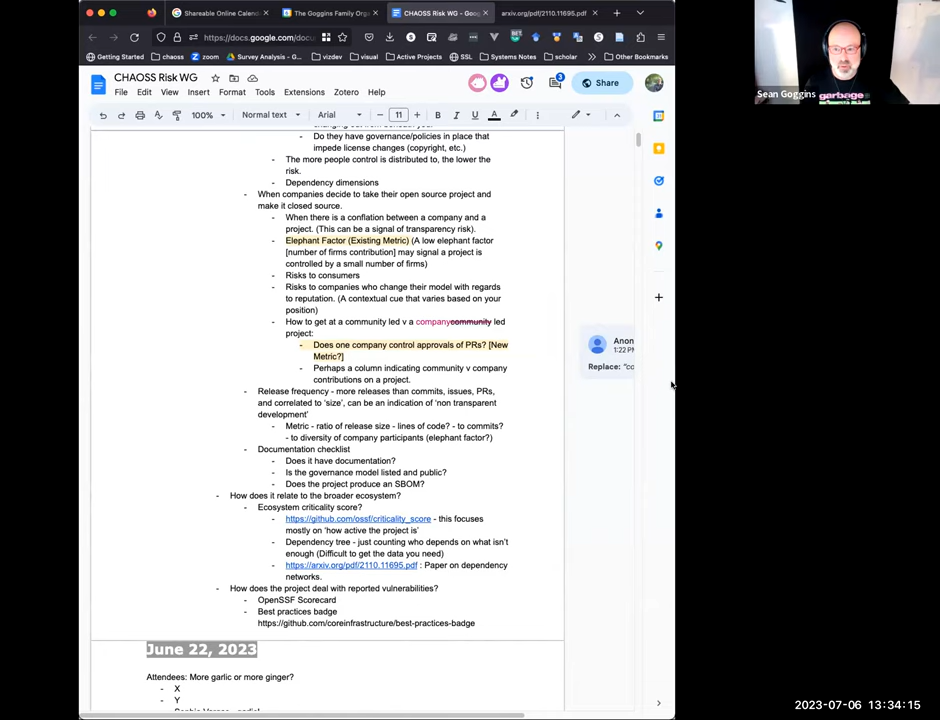 Shareable Online Calend
The Goggins Family Orga
CHAOSS Risk WG - Goo
arxiv.org/pdf/2110.11695.pdf
https://docs.google.com/docu
Getting Started
chaoss
zoom
Survey Analysis - G
vizdev
visual
Active Projects
SSL
Systems Notes
scholar
Other Bookmarks
Sean Goggins
CHAOSS Risk WG
File Edit View Insert Format Tools Extensions Zotero Help
3
Share
100%
Normal text
Arial
11
B I U A
- Do they have governance/policies in place that
impede license changes (copyright, etc.)
- The more people control is distributed to, the lower the
risk.
- Dependency dimensions
- When companies decide to take their open source project and
make it closed source.
- When there is a conflation between a company and a
project. (This can be a signal of transparency risk).
- Elephant Factor (Existing Metric) (A low elephant factor
[number of firms contribution] may signal a project is
controlled by a small number of firms)
- Risks to consumers
- Risks to companies who change their model with regards
to reputation. (A contextual cue that varies based on your
position)
- How to get at a community led v a companycommunity led
project:
- Does one company control approvals of PRs? [New
Metric?]
- Perhaps a column indicating community v company
contributions on a project.
- Release frequency - more releases than commits, issues, PRs,
and correlated to 'size', can be an indication of 'non transparent
development'
- Metric - ratio of release size - lines of code? - to commits?
- to diversity of company participants (elephant factor?)
- Documentation checklist
- Does it have documentation?
- Is the governance model listed and public?
- Does the project produce an SBOM?
- How does it relate to the broader ecosystem?
- Ecosystem criticality score?
- https://github.com/ossf/criticality_score - this focuses
mostly on 'how active the project is'
- Dependency tree - just counting who depends on what isn't
enough (Difficult to get the data you need)
- https://arxiv.org/pdf/2110.11695.pdf : Paper on dependency
networks.
- How does the project deal with reported vulnerabilities?
- OpenSSF Scorecard
- Best practices badge
https://github.com/coreinfrastructure/best-practices-badge
Anon
1:22 PM
Replace: "co
June 22, 2023
Attendees: More garlic or more ginger?
- X
- Y
2023-07-06 13:34:15